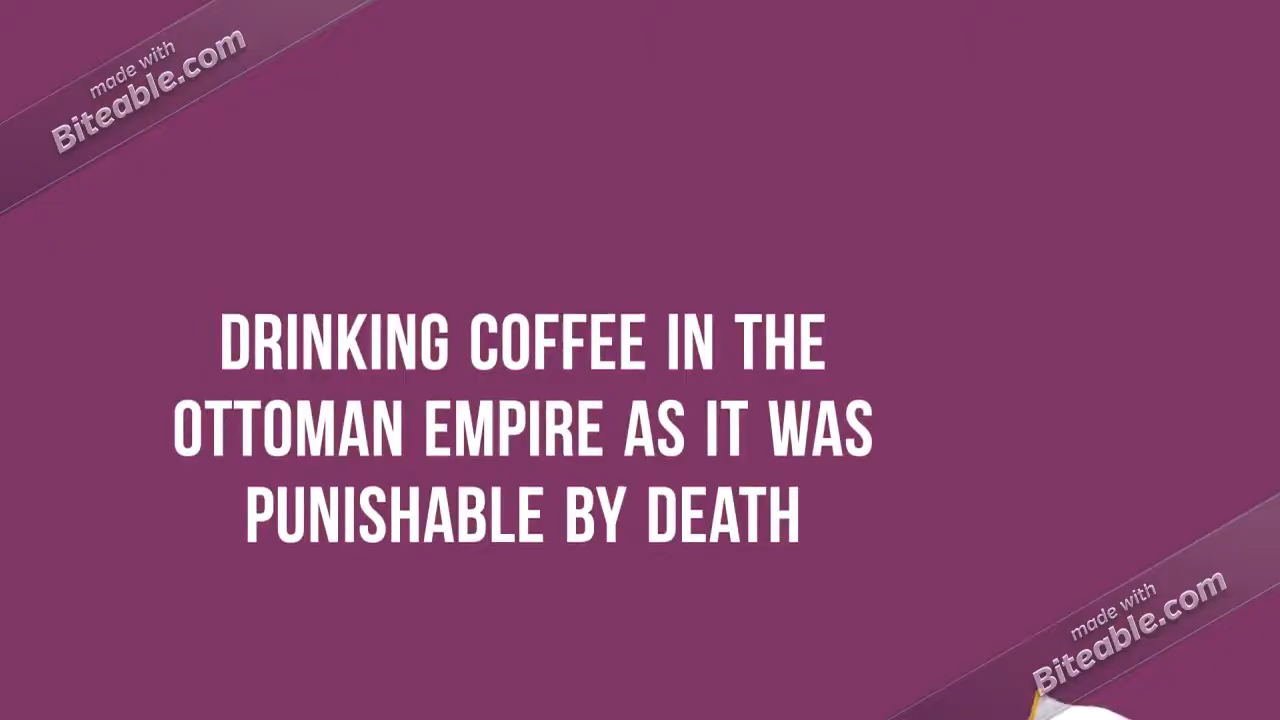 made with
Biteable.com
DRINKING COFFEE IN THE
OTTOMAN EMPIRE AS IT WAS
PUNISHABLE BY DEATH
made with
Biteable.com